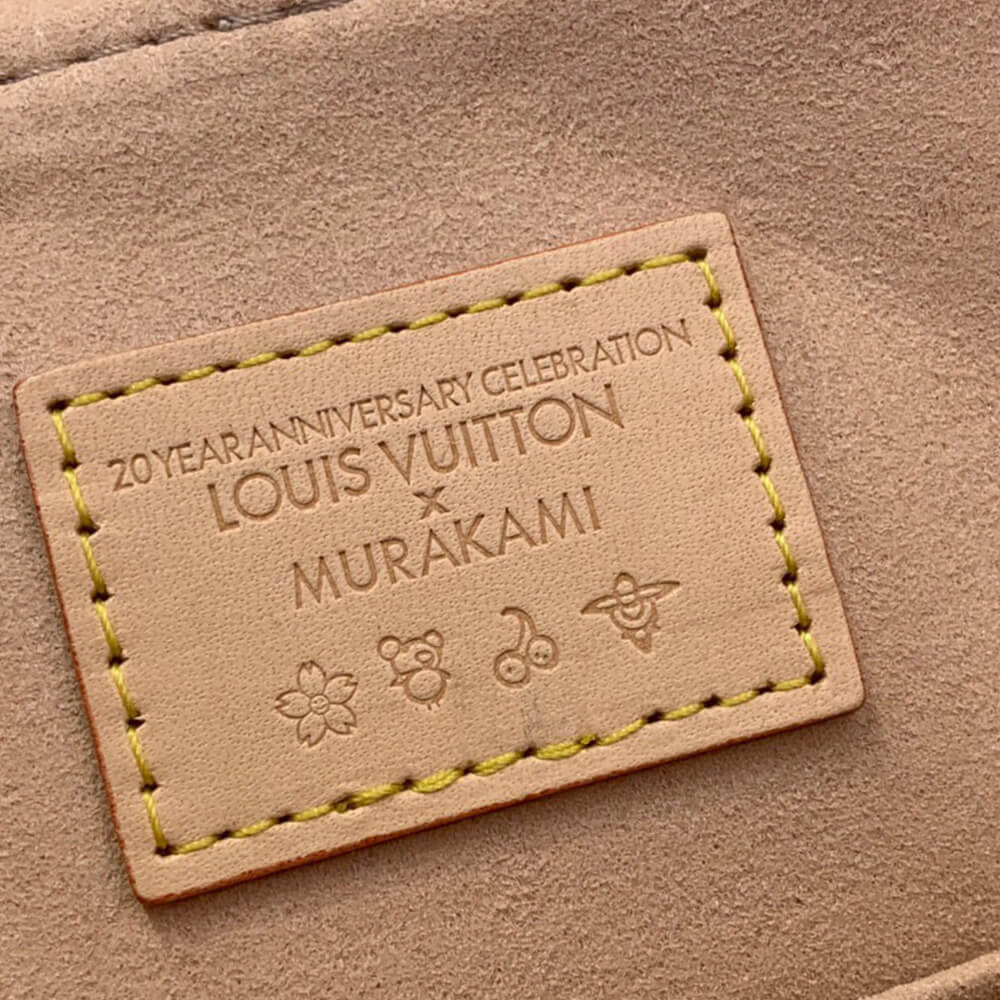 20 YEAR ANNIVERSARY CELEBRATION
LOUIS VUITTON
X
MURAKAMI